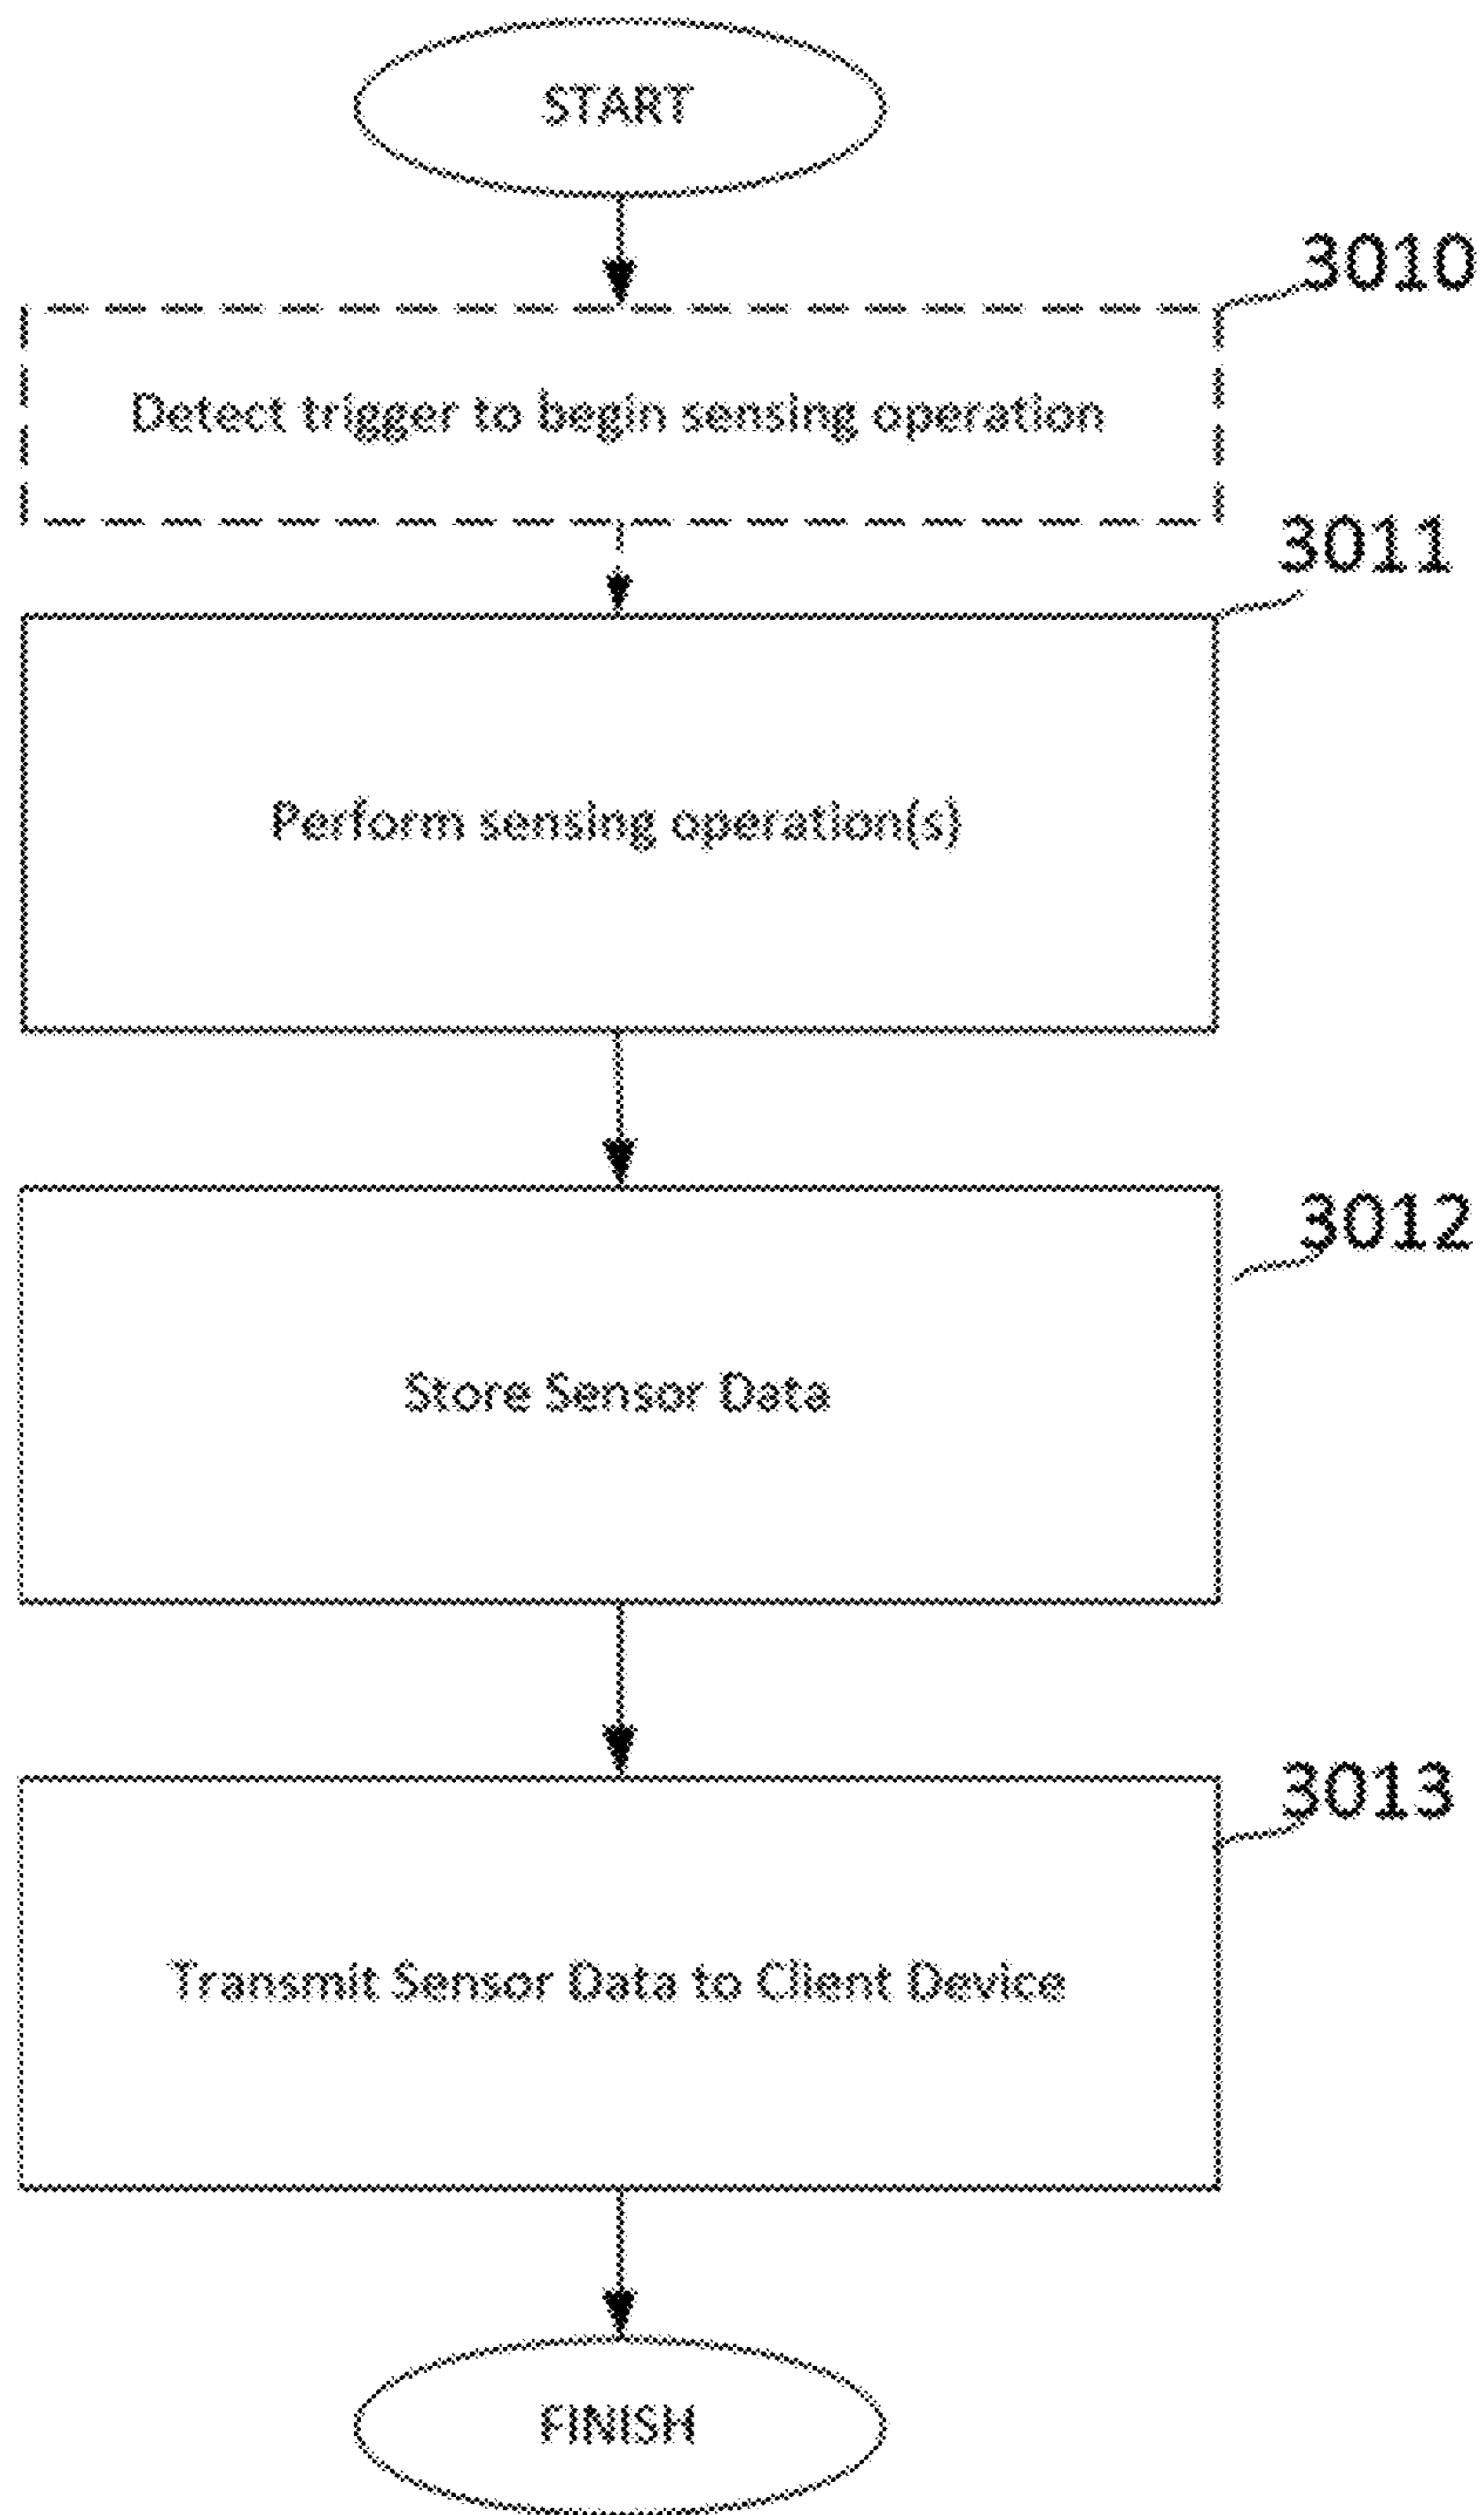 START
3010
Detect trigger to begin sensing operation
3011
Perform sensing operation(s)
3012
Store Sensor Data
3013
Transmit Sensor Data to Client Device
FINISH